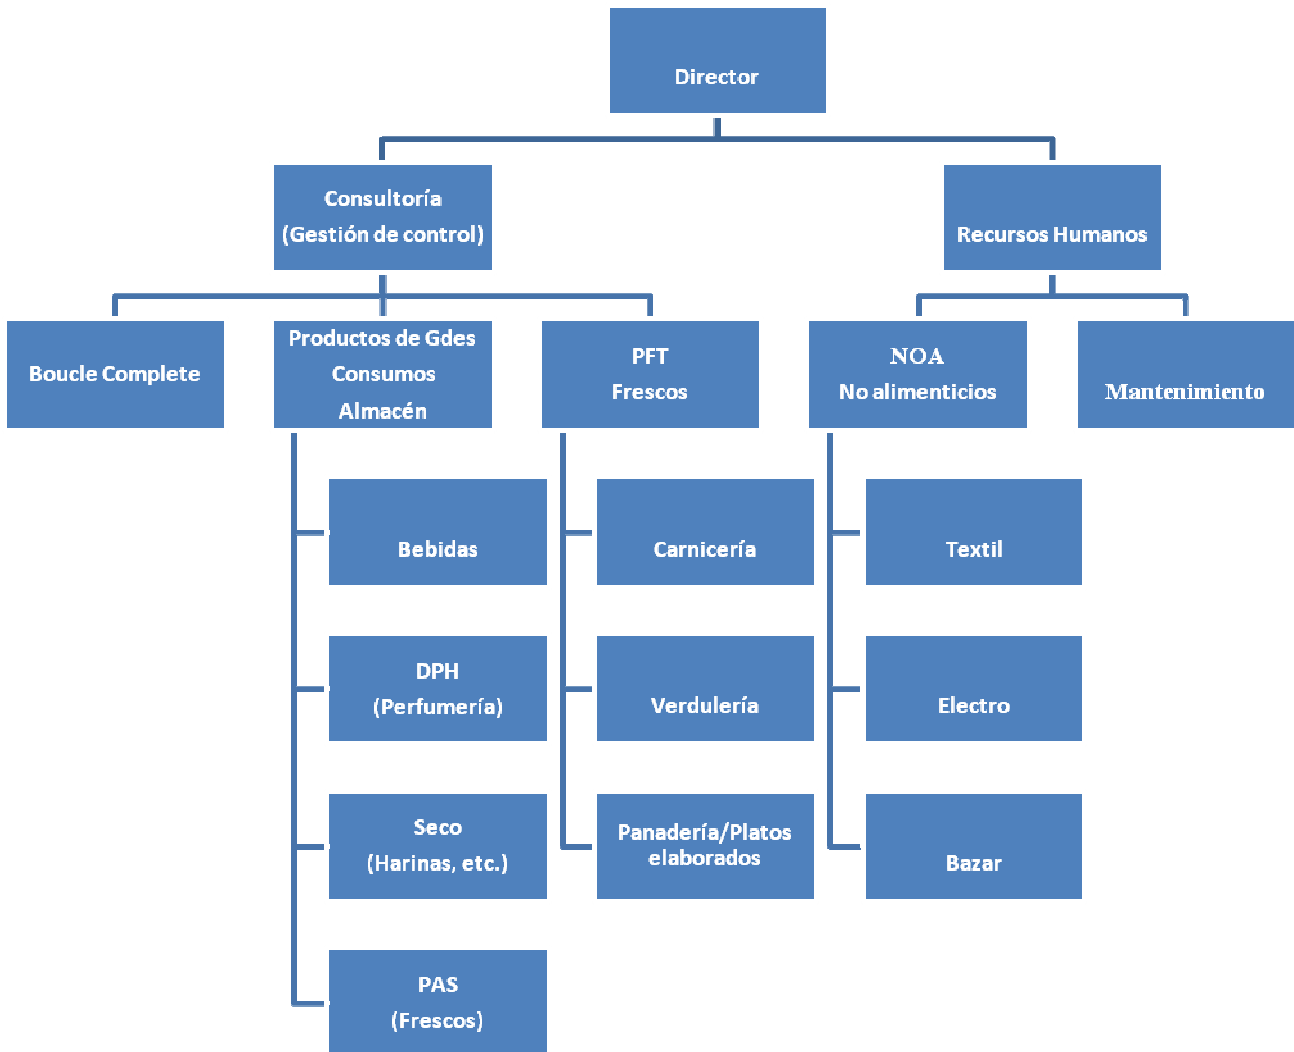 Director
Consultoría
(Gestión de control)
Recursos Humanos
Boucle Complete
Productos de Gdes
Consumos
Almacén
PFT
Frescos
NOA
No alimenticios
Mantenimiento
Bebidas
Carnicería
Textil
DPH
(Perfumería)
Verdulería
Electro
Seco
(Harinas, etc.)
Panadería/Platos
elaborados
Bazar
PAS
(Frescos)